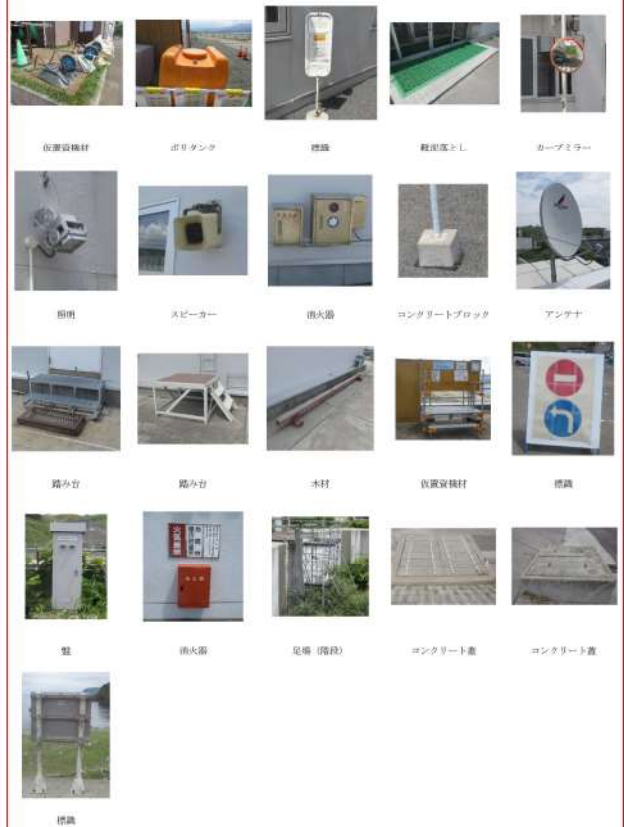 仮置資機材
ポリタンク
標識
靴泥落とし
カーブミラー
照明
スピーカー
消火器
コンクリートブロック
アンテナ
踏み台
踏み台
木材
仮置資機材
標識
盤
消火器
足場（階段）
コンクリート蓋
コンクリート蓋
標識